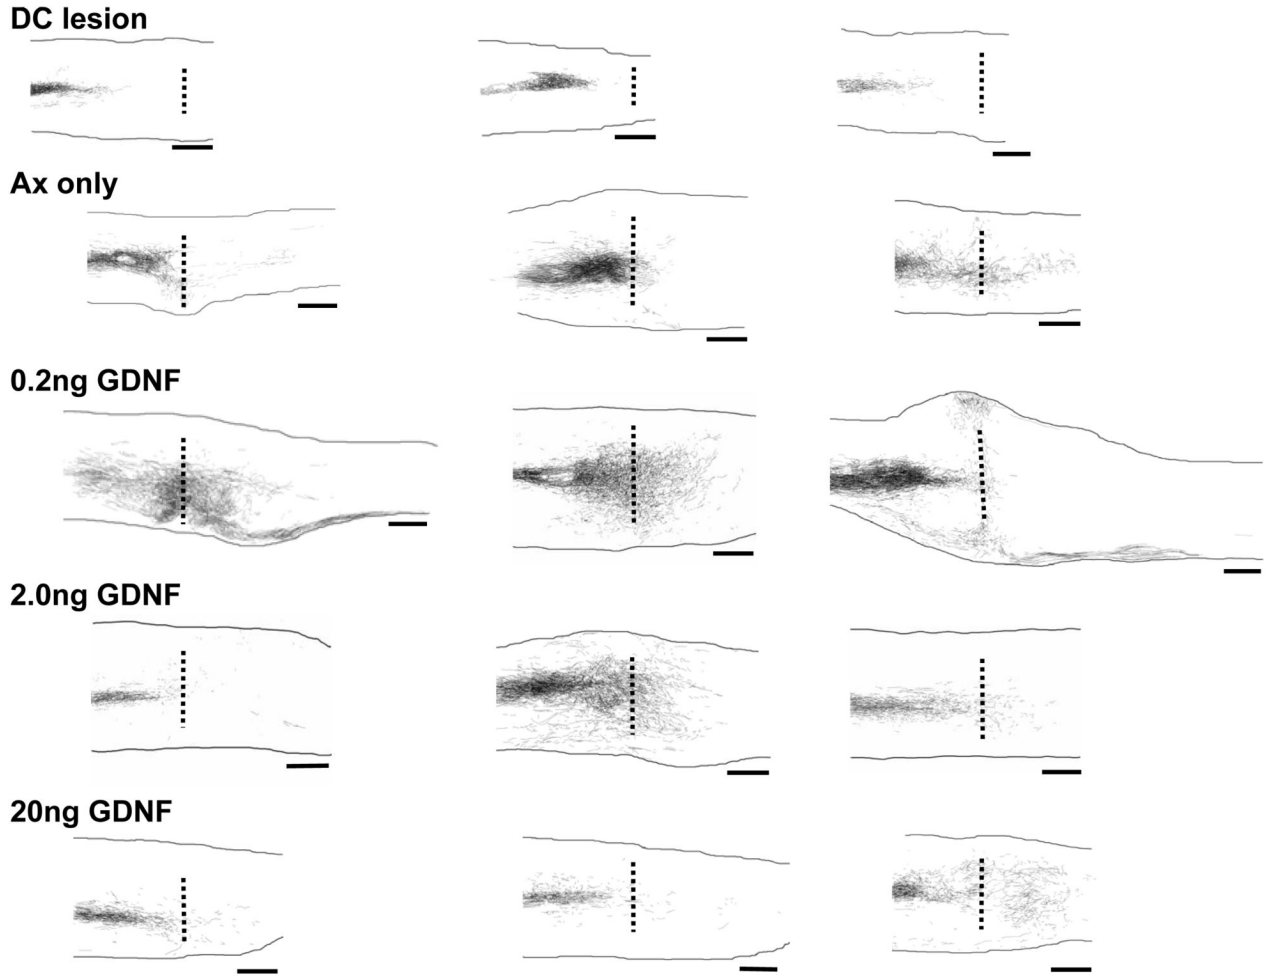 DC lesion
Ax only
0.2ng GDNF
2.0ng GDNF
20ng GDNF